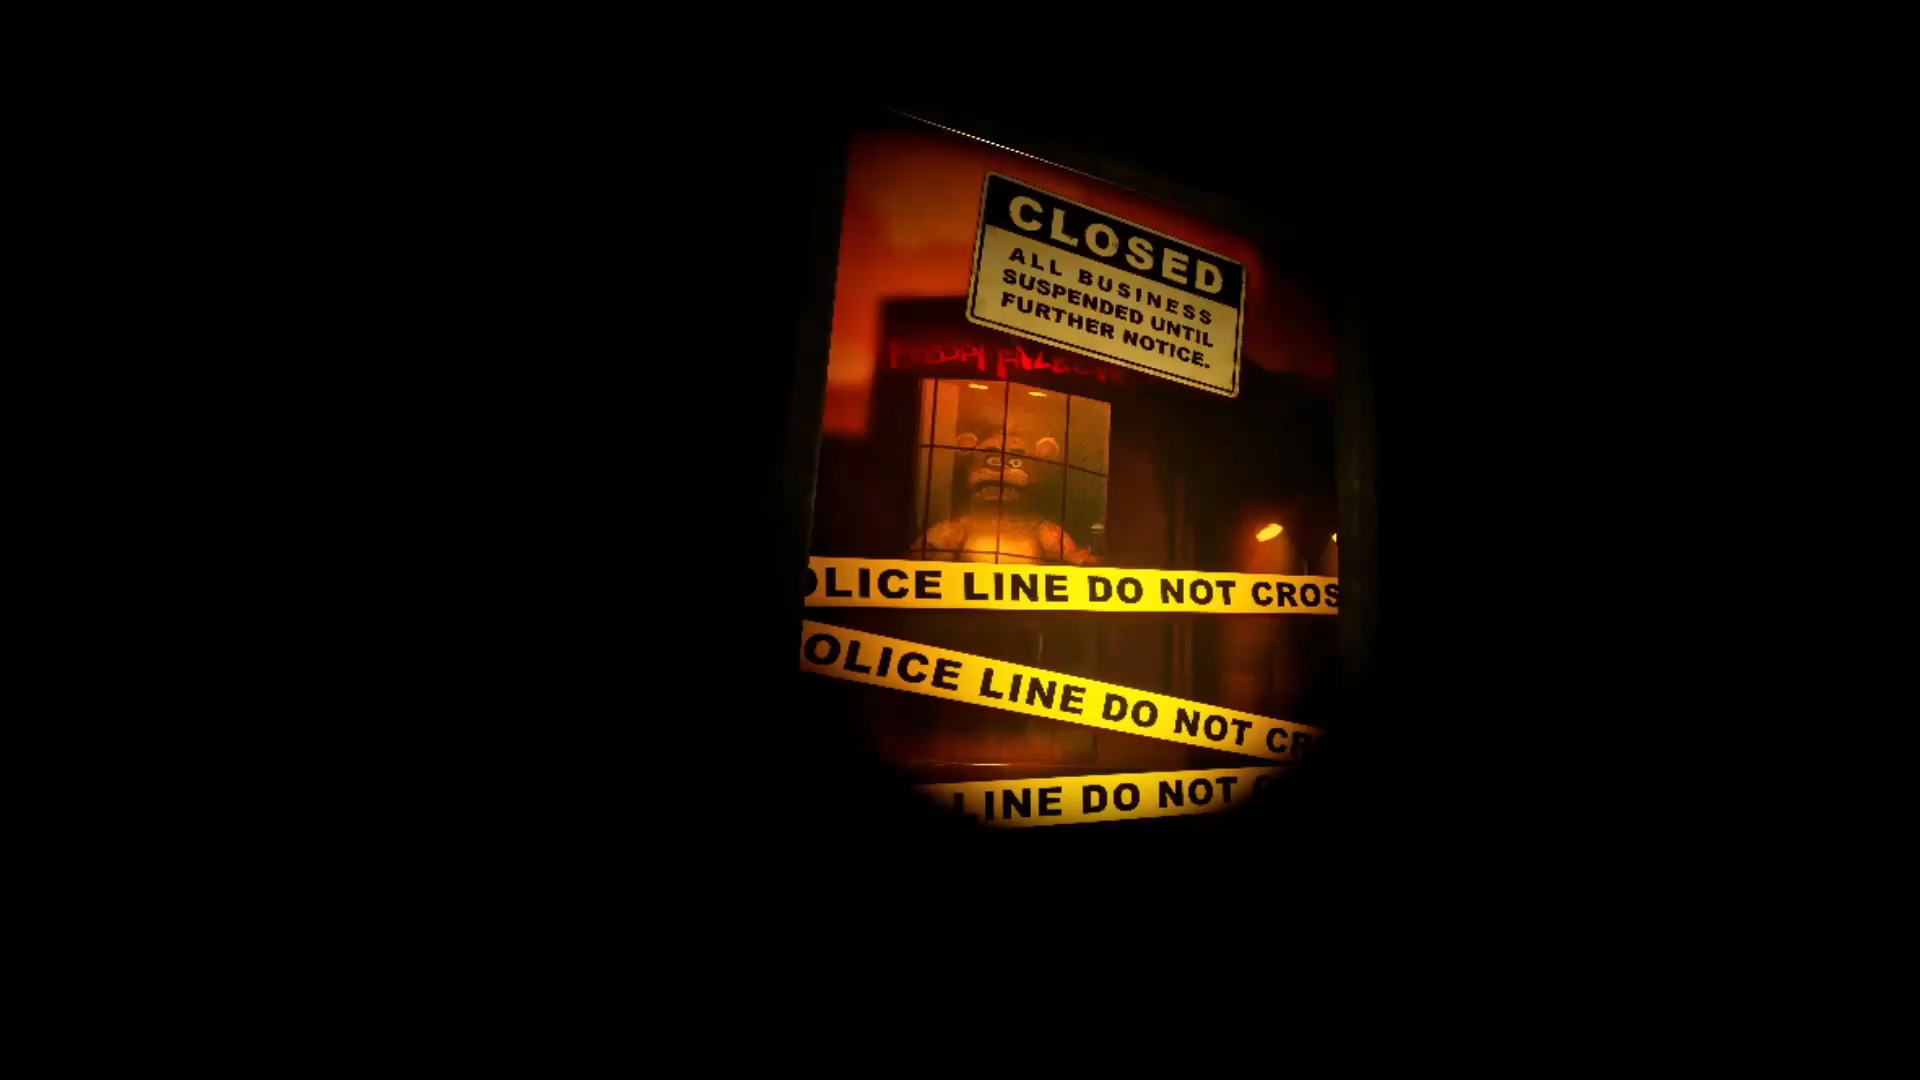 CLOSED
ALL BUSINESS
SUSPENDED UNTIL
FURTHER NOTICE.
OLICE LINE DO NOT CROS
OLICE LINE DO NOT CR
LINE DO NOT